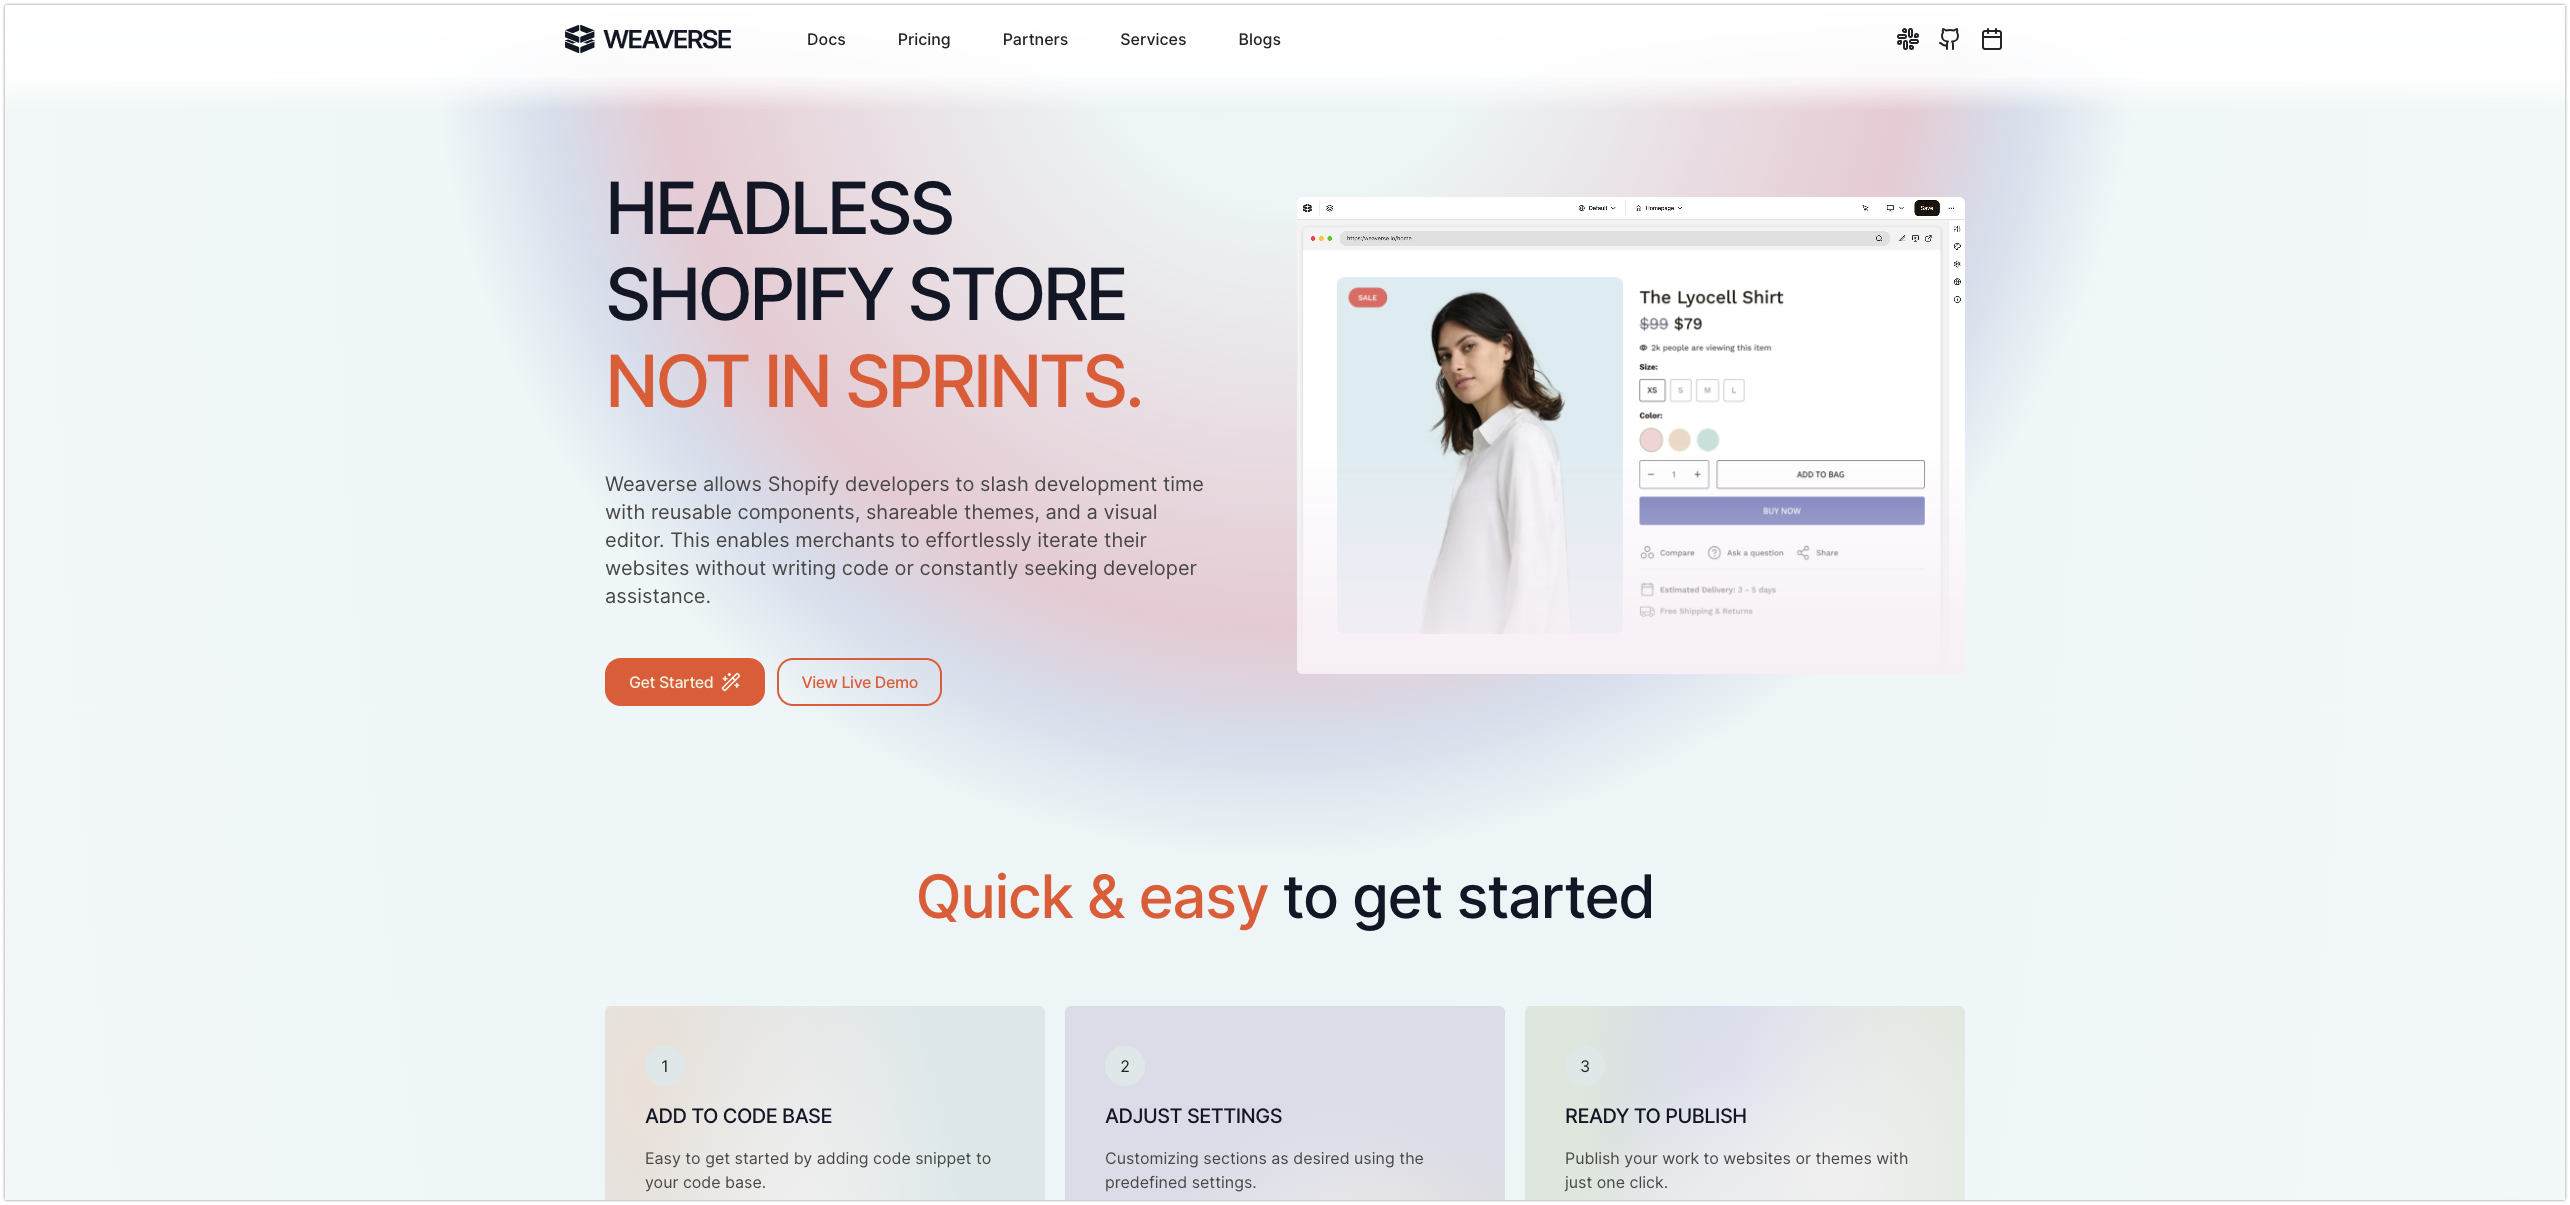 WEAVERSE
Docs
Pricing
Partners
Services
Blogs
HEADLESS
SHOPIFY STORE
NOT IN SPRINTS.
Weaverse allows Shopify developers to slash development time
with reusable components, shareable themes, and a visual
editor. This enables merchants to effortlessly iterate their
websites without writing code or constantly seeking developer
assistance.
Get Started
View Live Demo
Default
Homepage
Save
https://weaverse.io/home
SALE
The Lyocell Shirt
$99 $79
2k people are viewing this item
Size:
XS S M L
Color:
− 1 +
ADD TO BAG
BUY NOW
Compare
Ask a question
Share
Estimated Delivery: 3 - 5 days
Free Shipping & Returns
Quick & easy to get started
1
ADD TO CODE BASE
Easy to get started by adding code snippet to
your code base.
2
ADJUST SETTINGS
Customizing sections as desired using the
predefined settings.
3
READY TO PUBLISH
Publish your work to websites or themes with
just one click.